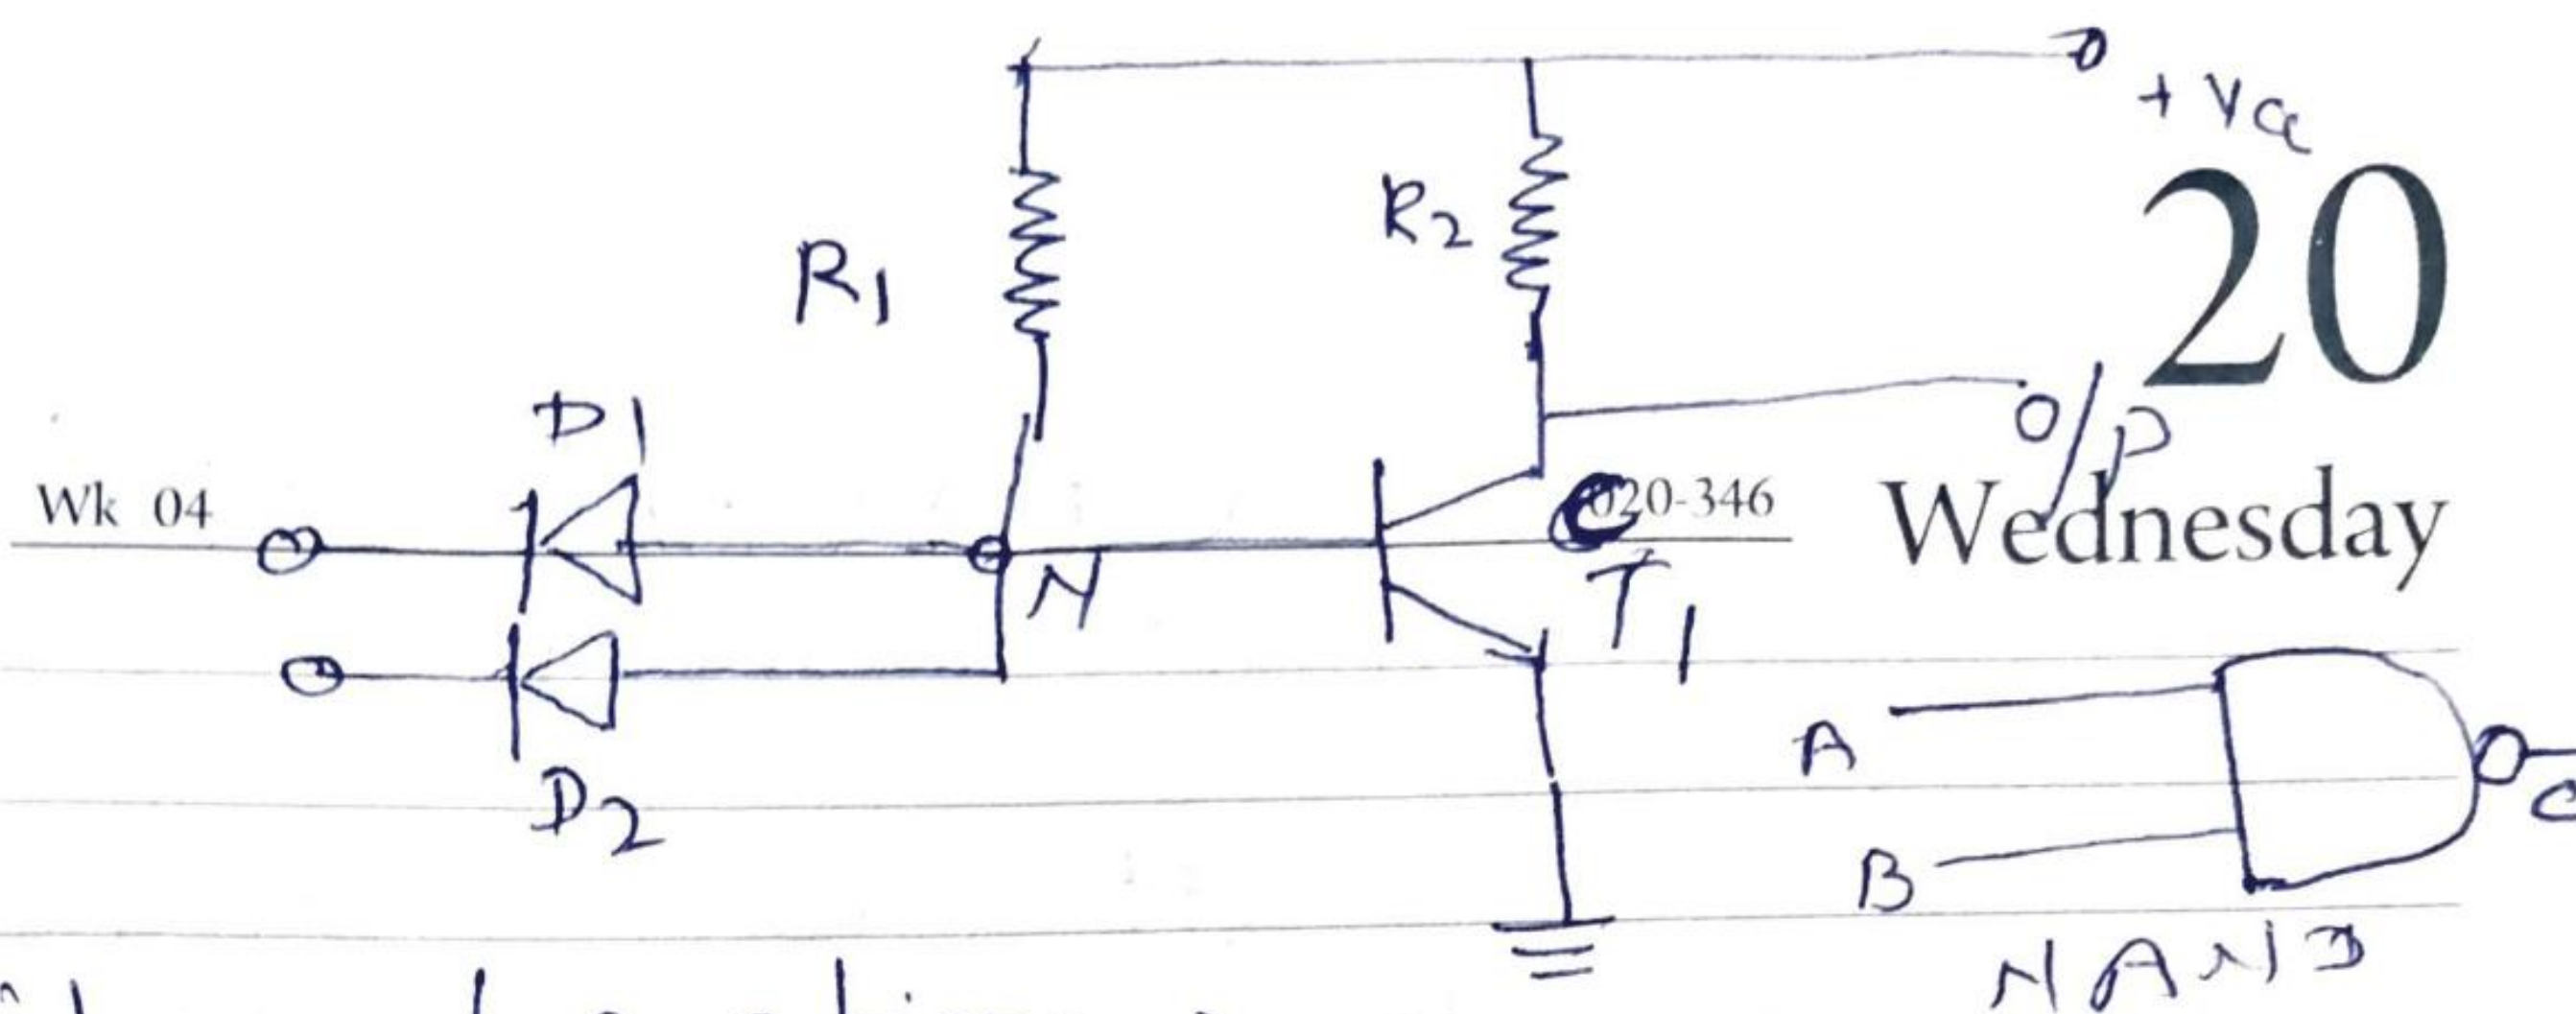 +Vcc
20
R2
R1
O/P
D1
Wk 04
020-346
Wednesday
N
T1
A
D2
B
NAND